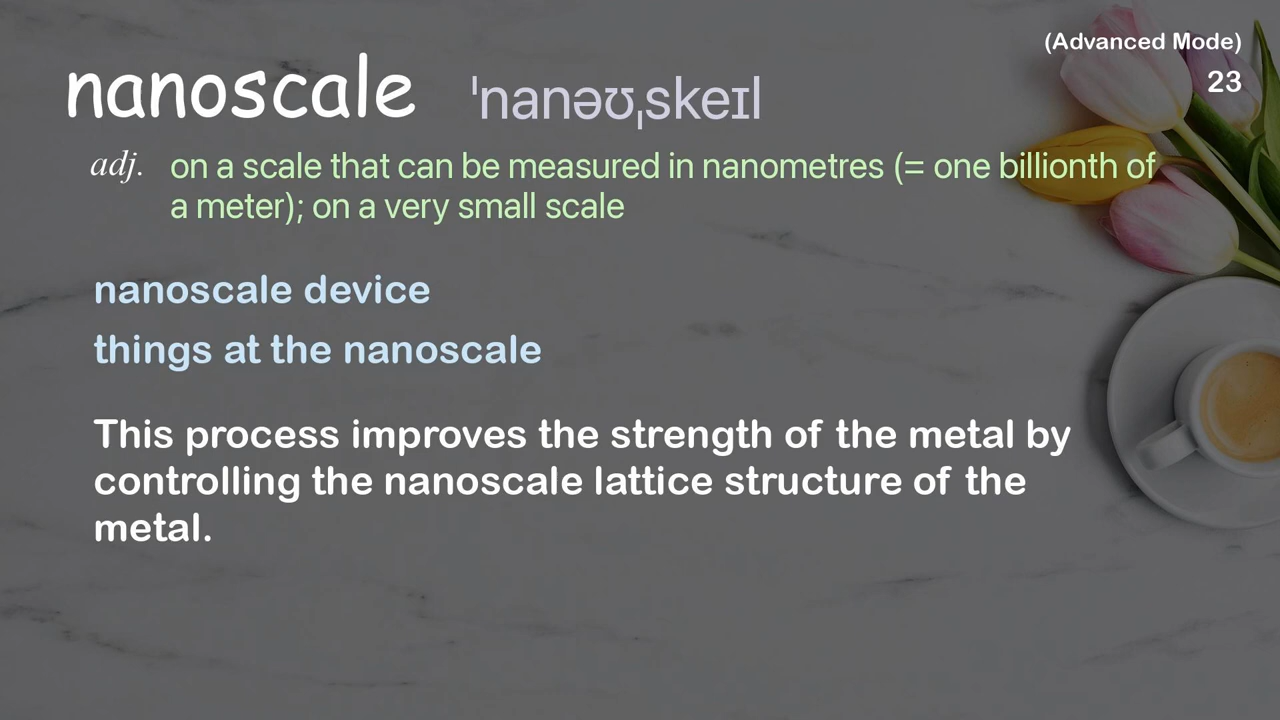 (Advanced Mode)
23
nanoscale ˈnanəʊˌskeɪl
adj. on a scale that can be measured in nanometres (= one billionth of
a meter); on a very small scale
nanoscale device
things at the nanoscale
This process improves the strength of the metal by
controlling the nanoscale lattice structure of the
metal.